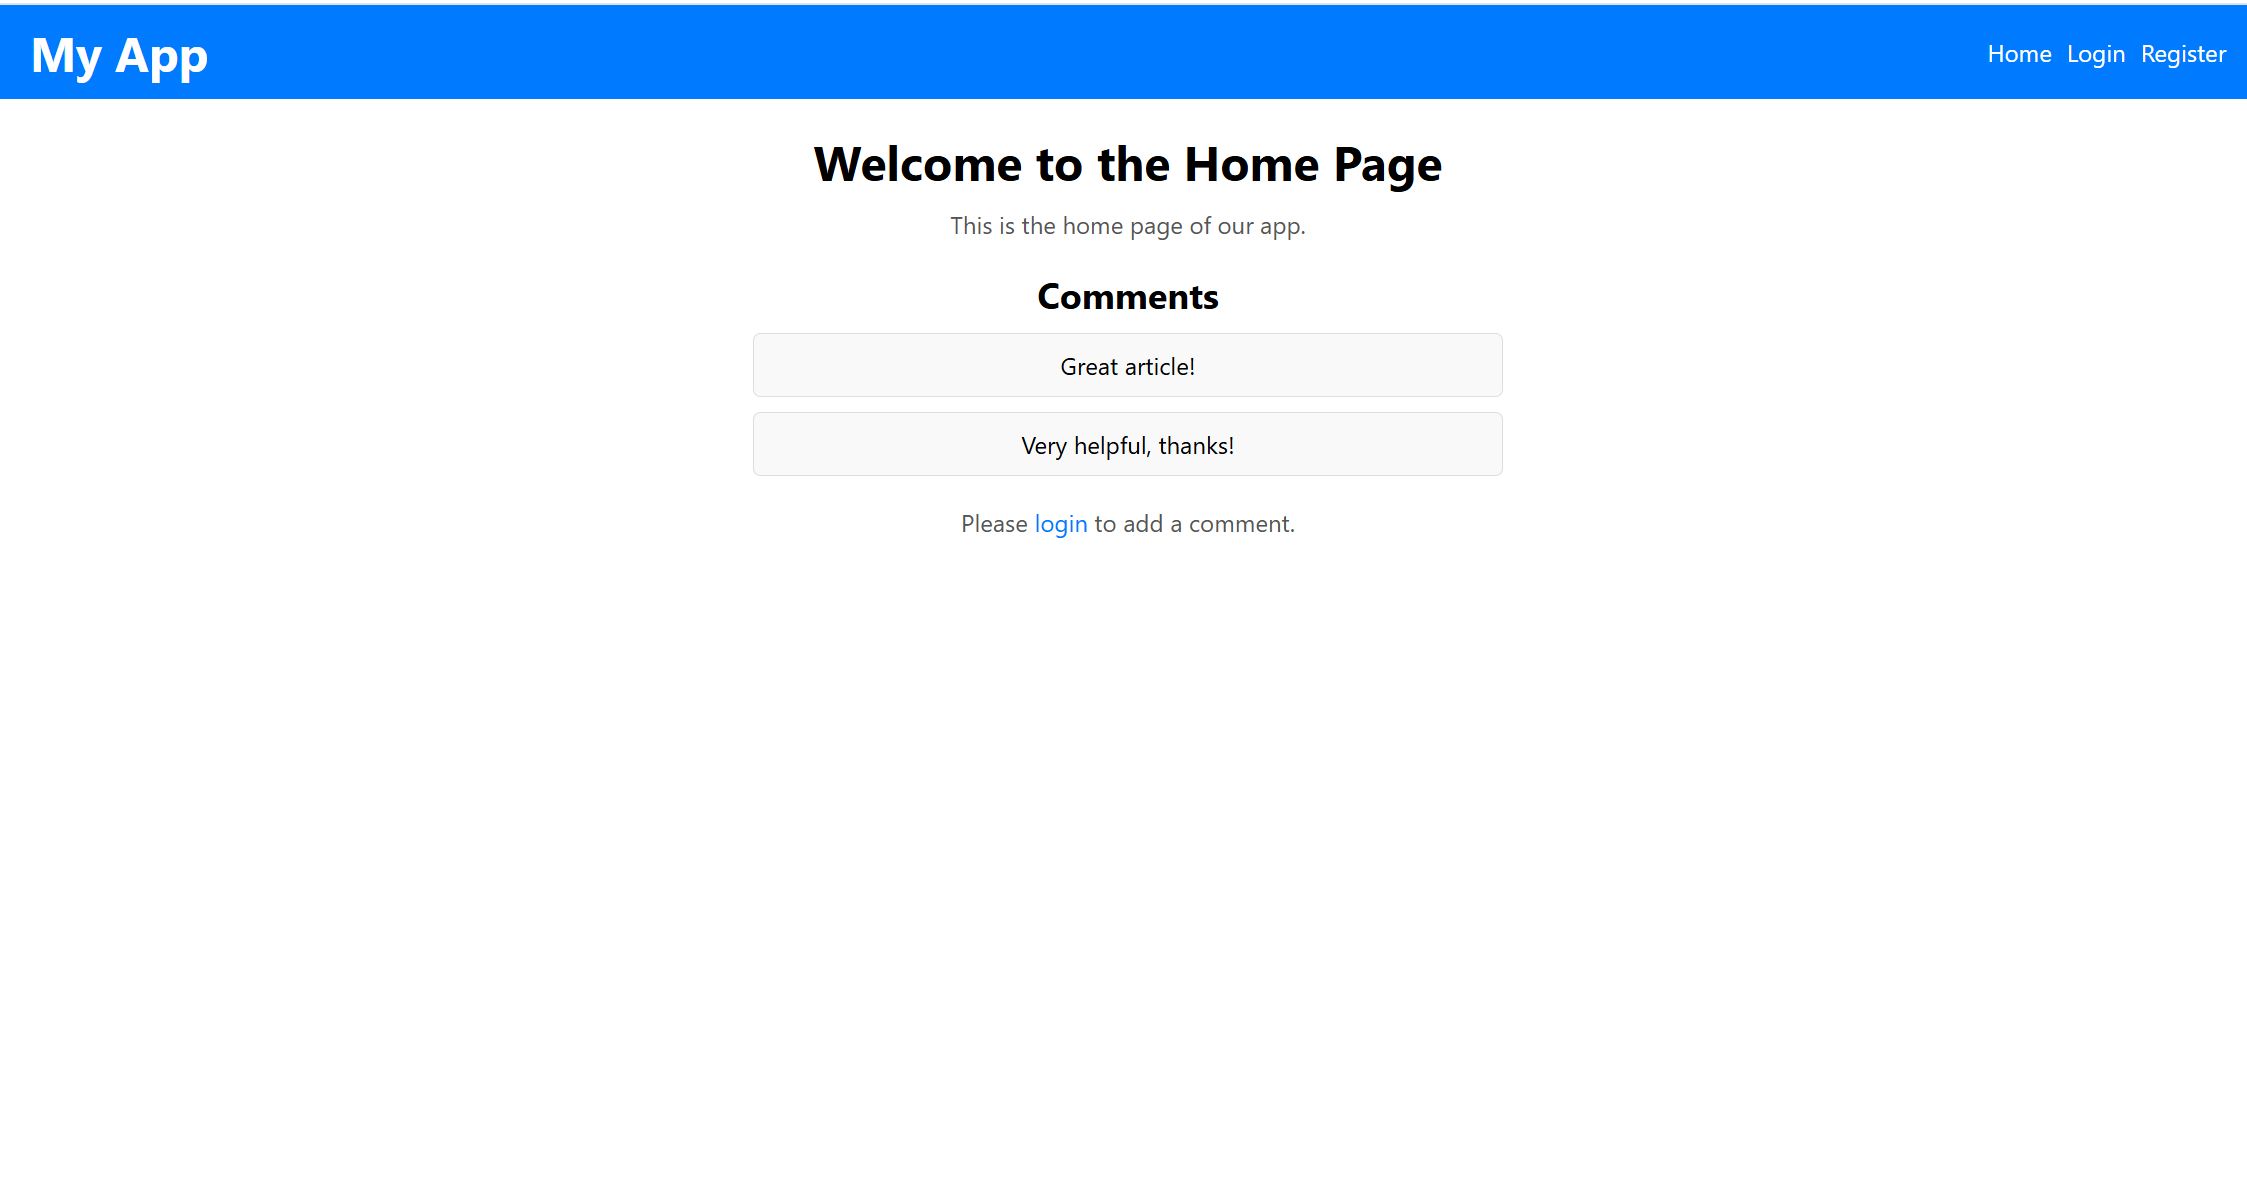 My App
Home Login Register
Welcome to the Home Page
This is the home page of our app.
Comments
Great article!
Very helpful, thanks!
Please login to add a comment.